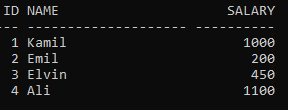 ID NAME SALARY
--- -------------------- ----------
1 Kamil 1000
2 Emil 200
3 Elvin 450
4 Ali 1100